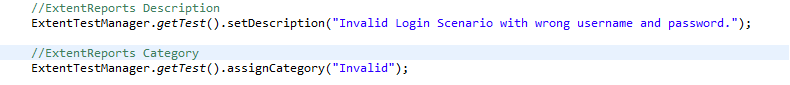 //ExtentReports Description
ExtentTestManager.getTest().setDescription("Invalid Login Scenario with wrong username and password.");
//ExtentReports Category
ExtentTestManager.getTest().assignCategory("Invalid");